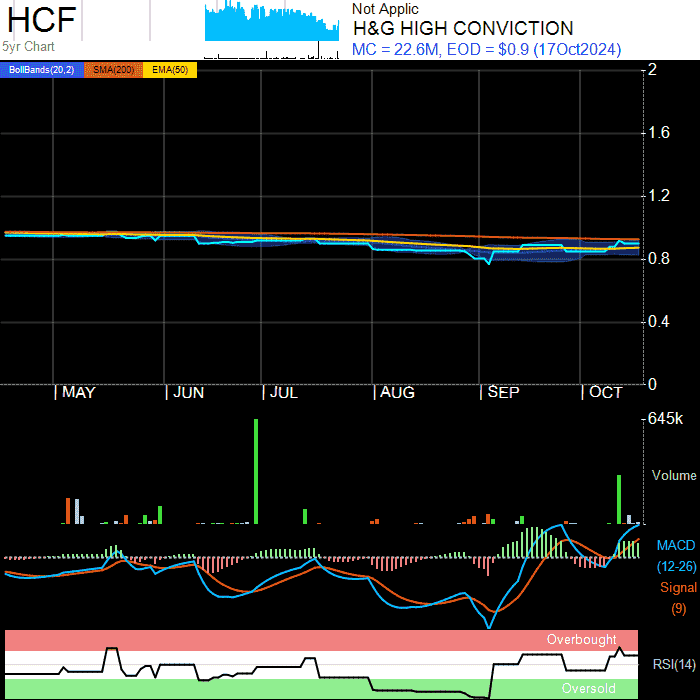 HCF
5yr Chart
Not Applic
H&G HIGH CONVICTION
MC = 22.6M, EOD = $0.9 (17Oct2024)
BollBands(20,2) SMA(200) EMA(50)
2
1.6
1.2
0.8
0.4
0
MAY JUN JUL AUG SEP OCT
645k
Volume
MACD
(12-26)
Signal
(9)
Overbought
RSI(14)
Oversold